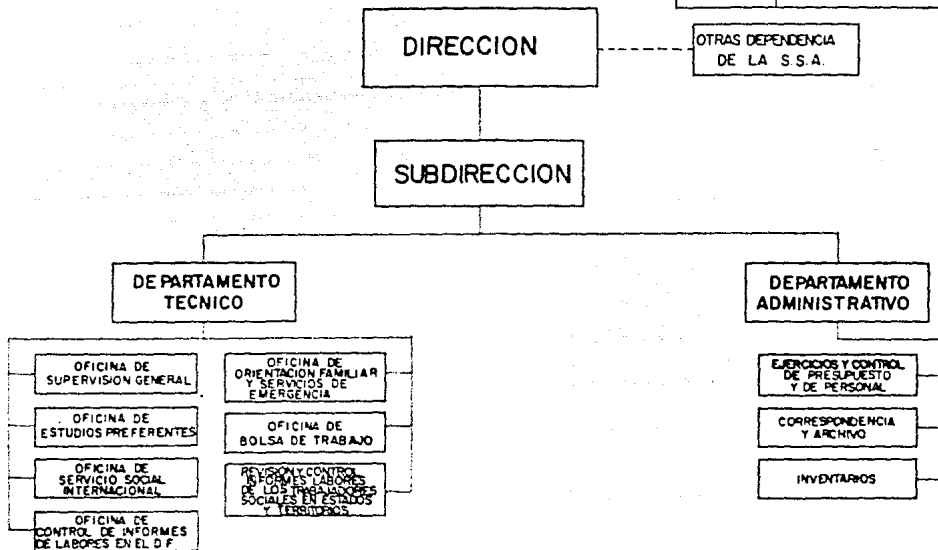 DIRECCION
OTRAS DEPENDENCIA
DE LA S.S.A.
SUBDIRECCION
DEPARTAMENTO
TECNICO
DEPARTAMENTO
ADMINISTRATIVO
OFICINA DE
SUPERVISION GENERAL
OFICINA DE
ESTUDIOS PREFERENTES
OFICINA DE
SERVICIO SOCIAL
INTERNACIONAL
OFICINA DE
CONTROL DE INFORMES
DE LABORES EN EL D.F.
OFICINA DE
ORIENTACION FAMILIAR
Y SERVICIOS DE
EMERGENCIA
OFICINA DE
BOLSA DE TRABAJO
REVISION Y CONTROL
INFORMES LABORES
DE LOS TRABAJADORES
SOCIALES EN ESTADOS
Y TERRITORIOS
EJERCICIOS Y CONTROL
DE PRESUPUESTO
Y DE PERSONAL
CORRESPONDENCIA
Y ARCHIVO
INVENTARIOS